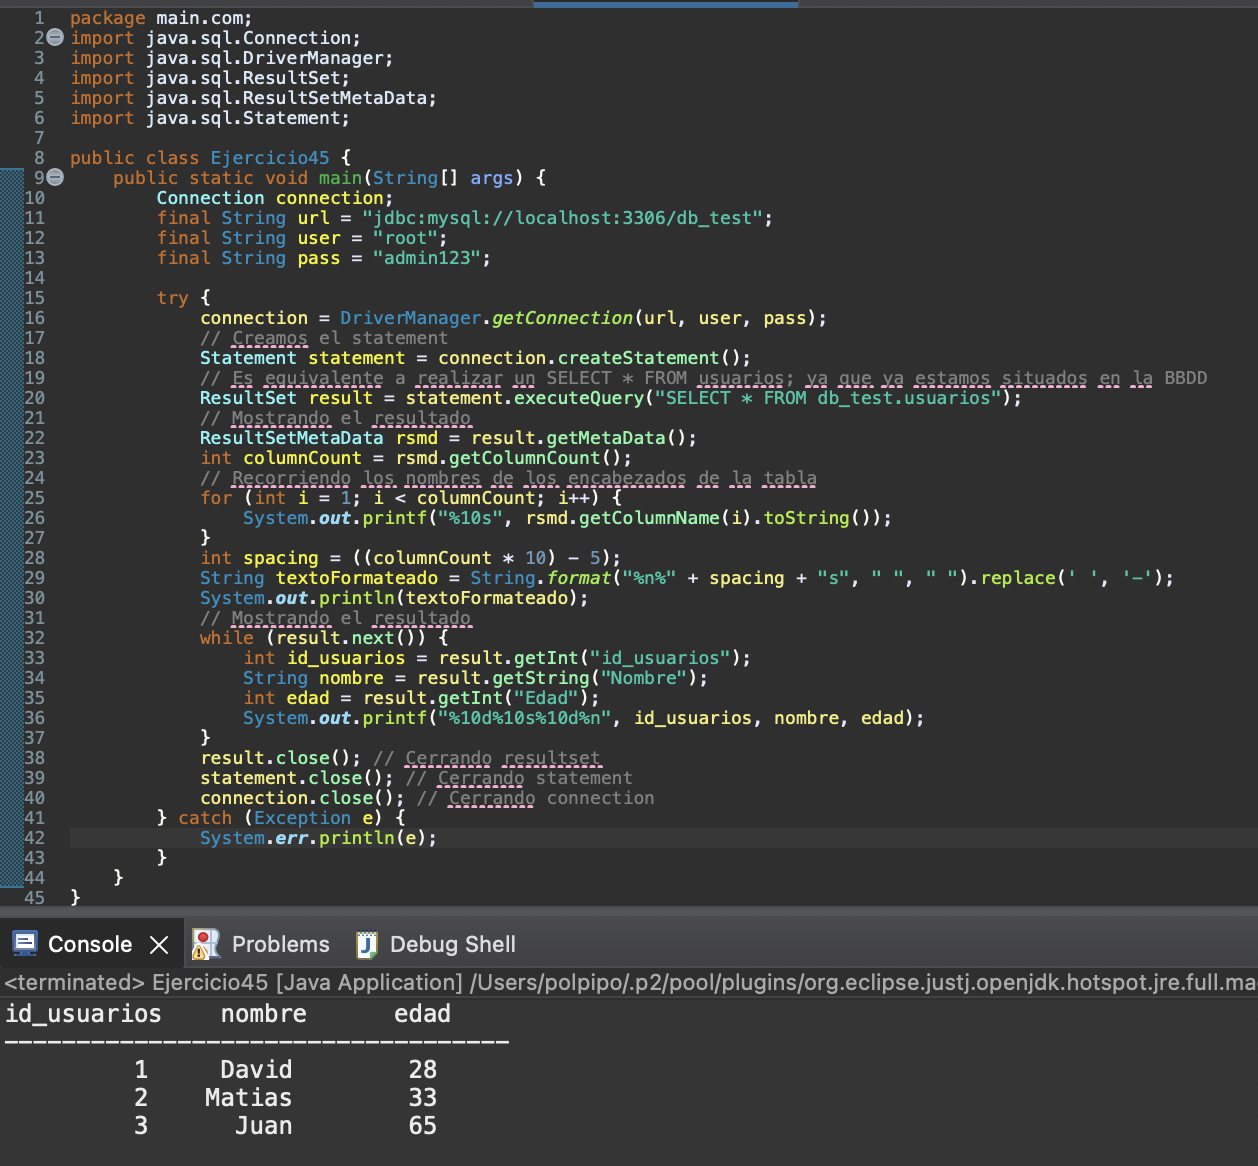 1 package main.com;
2 import java.sql.Connection;
3 import java.sql.DriverManager;
4 import java.sql.ResultSet;
5 import java.sql.ResultSetMetaData;
6 import java.sql.Statement;
7
8 public class Ejercicio45 {
9     public static void main(String[] args) {
10         Connection connection;
11         final String url = "jdbc:mysql://localhost:3306/db_test";
12         final String user = "root";
13         final String pass = "admin123";
14
15         try {
16             connection = DriverManager.getConnection(url, user, pass);
17             // Creamos el statement
18             Statement statement = connection.createStatement();
19             // Es equivalente a realizar un SELECT * FROM usuarios; ya que ya estamos situados en la BBDD
20             ResultSet result = statement.executeQuery("SELECT * FROM db_test.usuarios");
21             // Mostrando el resultado
22             ResultSetMetaData rsmd = result.getMetaData();
23             int columnCount = rsmd.getColumnCount();
24             // Recorriendo los nombres de los encabezados de la tabla
25             for (int i = 1; i < columnCount; i++) {
26                 System.out.printf("%10s", rsmd.getColumnName(i).toString());
27             }
28             int spacing = ((columnCount * 10) - 5);
29             String textoFormateado = String.format("%n%" + spacing + "s", " ", " ").replace(' ', '-');
30             System.out.println(textoFormateado);
31             // Mostrando el resultado
32             while (result.next()) {
33                 int id_usuarios = result.getInt("id_usuarios");
34                 String nombre = result.getString("Nombre");
35                 int edad = result.getInt("Edad");
36                 System.out.printf("%10d%10s%10d%n", id_usuarios, nombre, edad);
37             }
38             result.close(); // Cerrando resultset
39             statement.close(); // Cerrando statement
40             connection.close(); // Cerrando connection
41         } catch (Exception e) {
42             System.err.println(e);
43         }
44     }
45 }
Console Problems Debug Shell
<terminated> Ejercicio45 [Java Application] /Users/polpipo/.p2/pool/plugins/org.eclipse.justj.openjdk.hotspot.jre.full.ma
id_usuarios    nombre      edad
-----------------------------------
         1     David        28
         2    Matias        33
         3      Juan        65